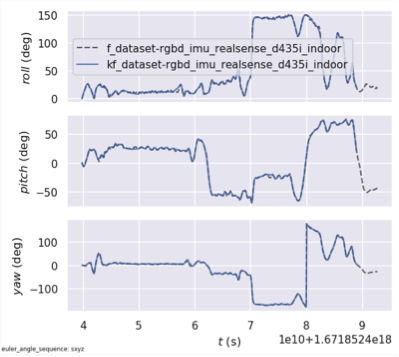 150
100
50
0
roll (deg)
f_dataset-rgbd_imu_realsense_d435i_indoor
kf_dataset-rgbd_imu_realsense_d435i_indoor
50
0
−50
pitch (deg)
100
0
−100
yaw (deg)
4 5 6 7 8 9
t (s)
1e10+1.6718524e18
euler_angle_sequence: sxyz